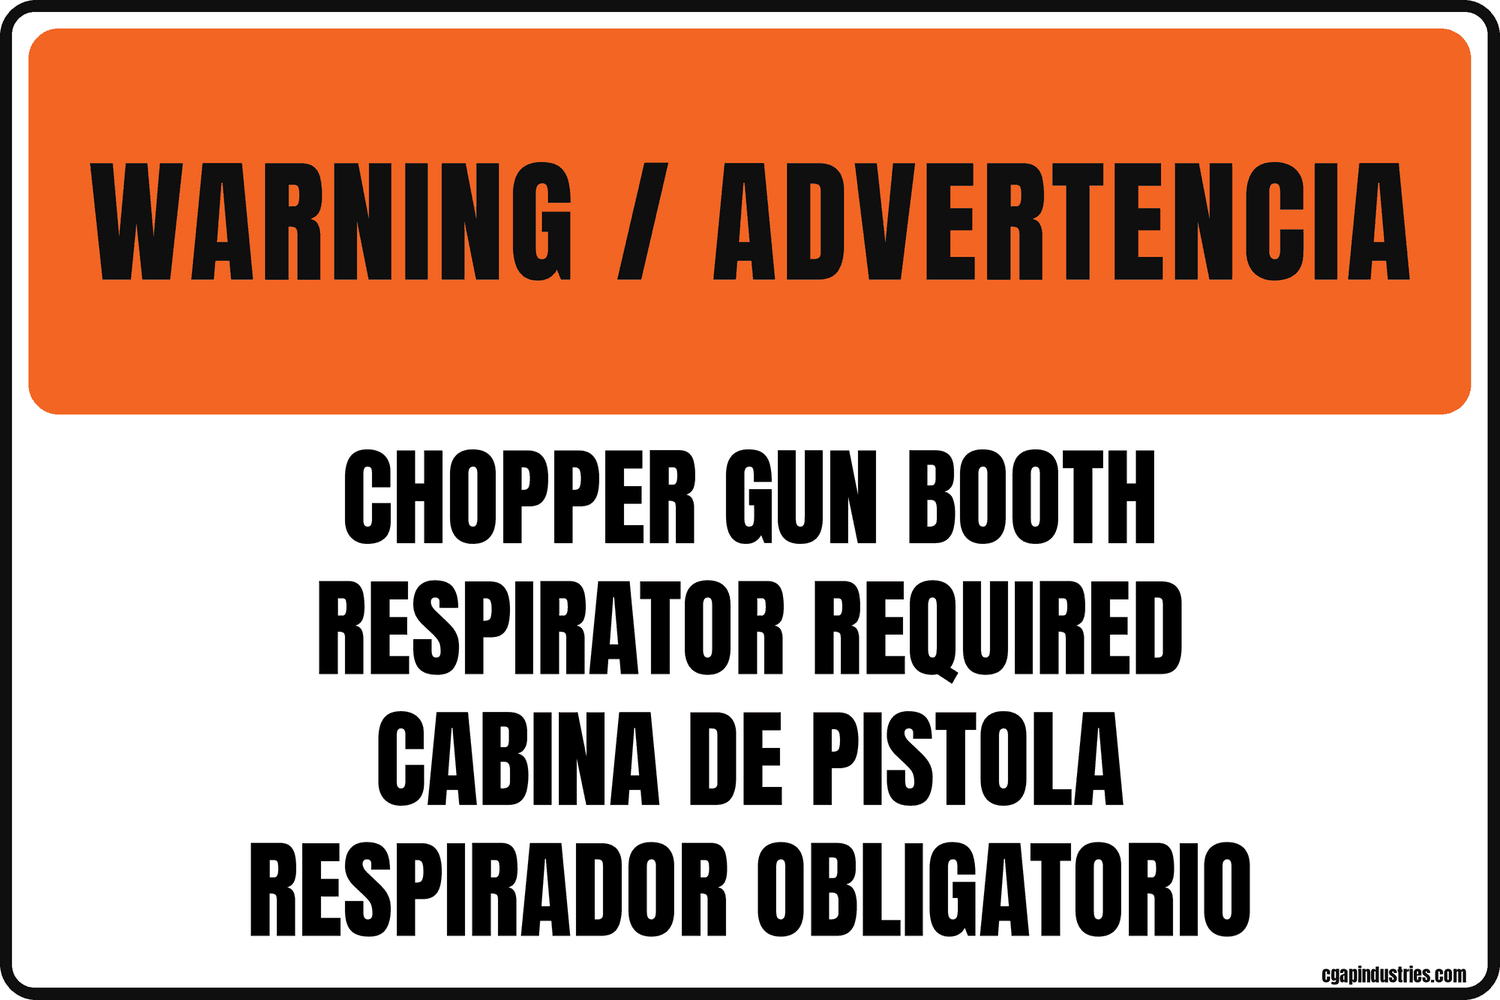 WARNING / ADVERTENCIA
CHOPPER GUN BOOTH
RESPIRATOR REQUIRED
CABINA DE PISTOLA
RESPIRADOR OBLIGATORIO
cgapindustries.com